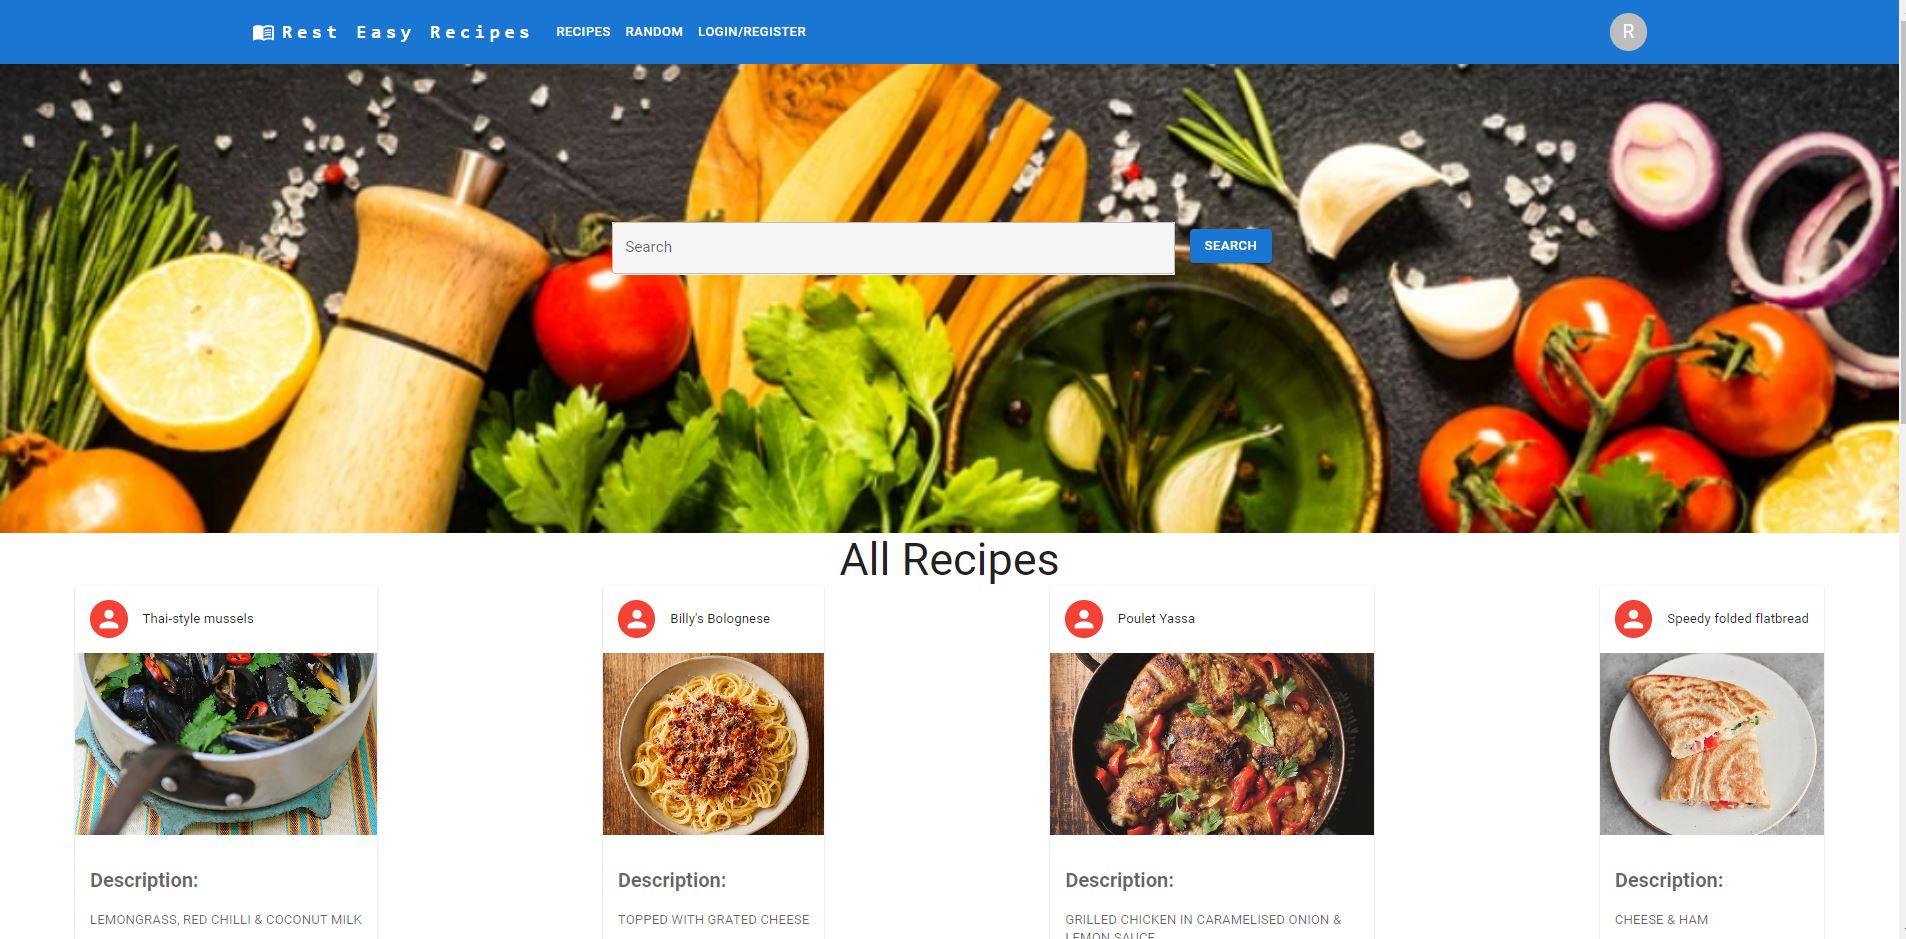 Rest Easy Recipes RECIPES RANDOM LOGIN/REGISTER R
Search SEARCH
All Recipes
Thai-style mussels
Billy's Bolognese
Poulet Yassa
Speedy folded flatbread
Description:
LEMONGRASS, RED CHILLI & COCONUT MILK
Description:
TOPPED WITH GRATED CHEESE
Description:
GRILLED CHICKEN IN CARAMELISED ONION &
LEMON SAUCE
Description:
CHEESE & HAM